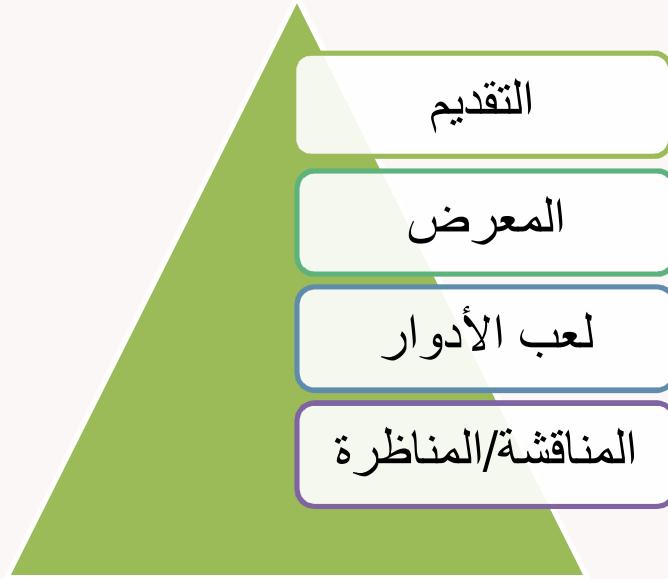 التقديم
المعرض
لعب الأدوار
المناقشة/المناظرة